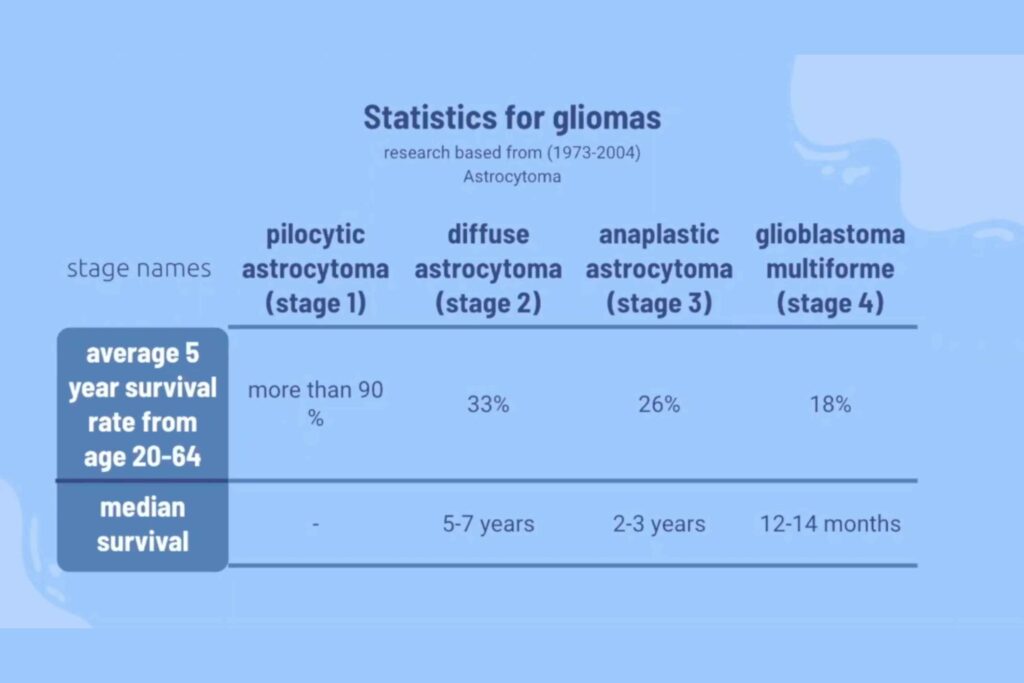 Statistics for gliomas
research based from (1973-2004)
Astrocytoma
stage names
pilocytic
astrocytoma
(stage 1)
diffuse
astrocytoma
(stage 2)
anaplastic
astrocytoma
(stage 3)
glioblastoma
multiforme
(stage 4)
average 5
year survival
rate from
age 20-64
more than 90
%
33%
26%
18%
median
survival
-
5-7 years
2-3 years
12-14 months